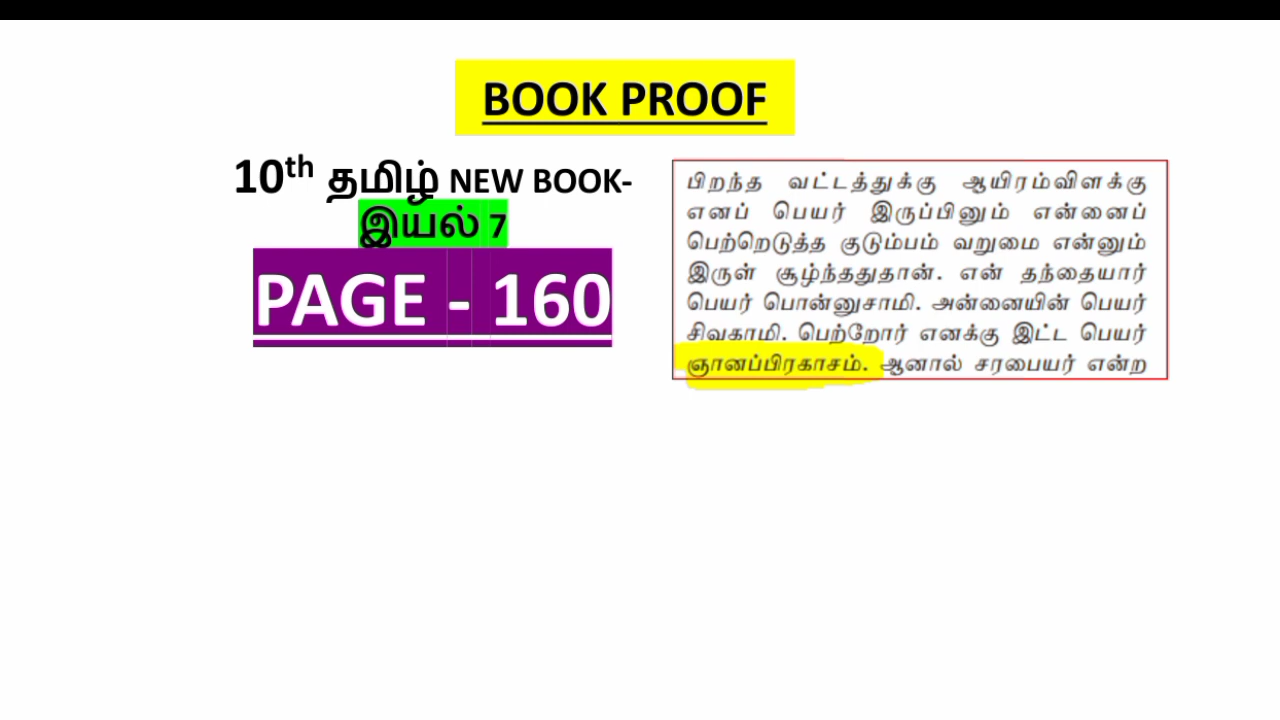 BOOK PROOF
10th தமிழ் NEW BOOK-
இயல் 7
PAGE - 160
பிறந்த வட்டத்துக்கு ஆயிரம்விளக்கு
எனப் பெயர் இருப்பினும் என்னைப்
பெற்றெடுத்த குடும்பம் வறுமை என்னும்
இருள் சூழ்ந்ததுதான். என் தந்தையார்
பெயர் பொன்னுசாமி. அன்னையின் பெயர்
சிவகாமி. பெற்றோர் எனக்கு இட்ட பெயர்
ஞானப்பிரகாசம். ஆனால் சரபையர் என்ற